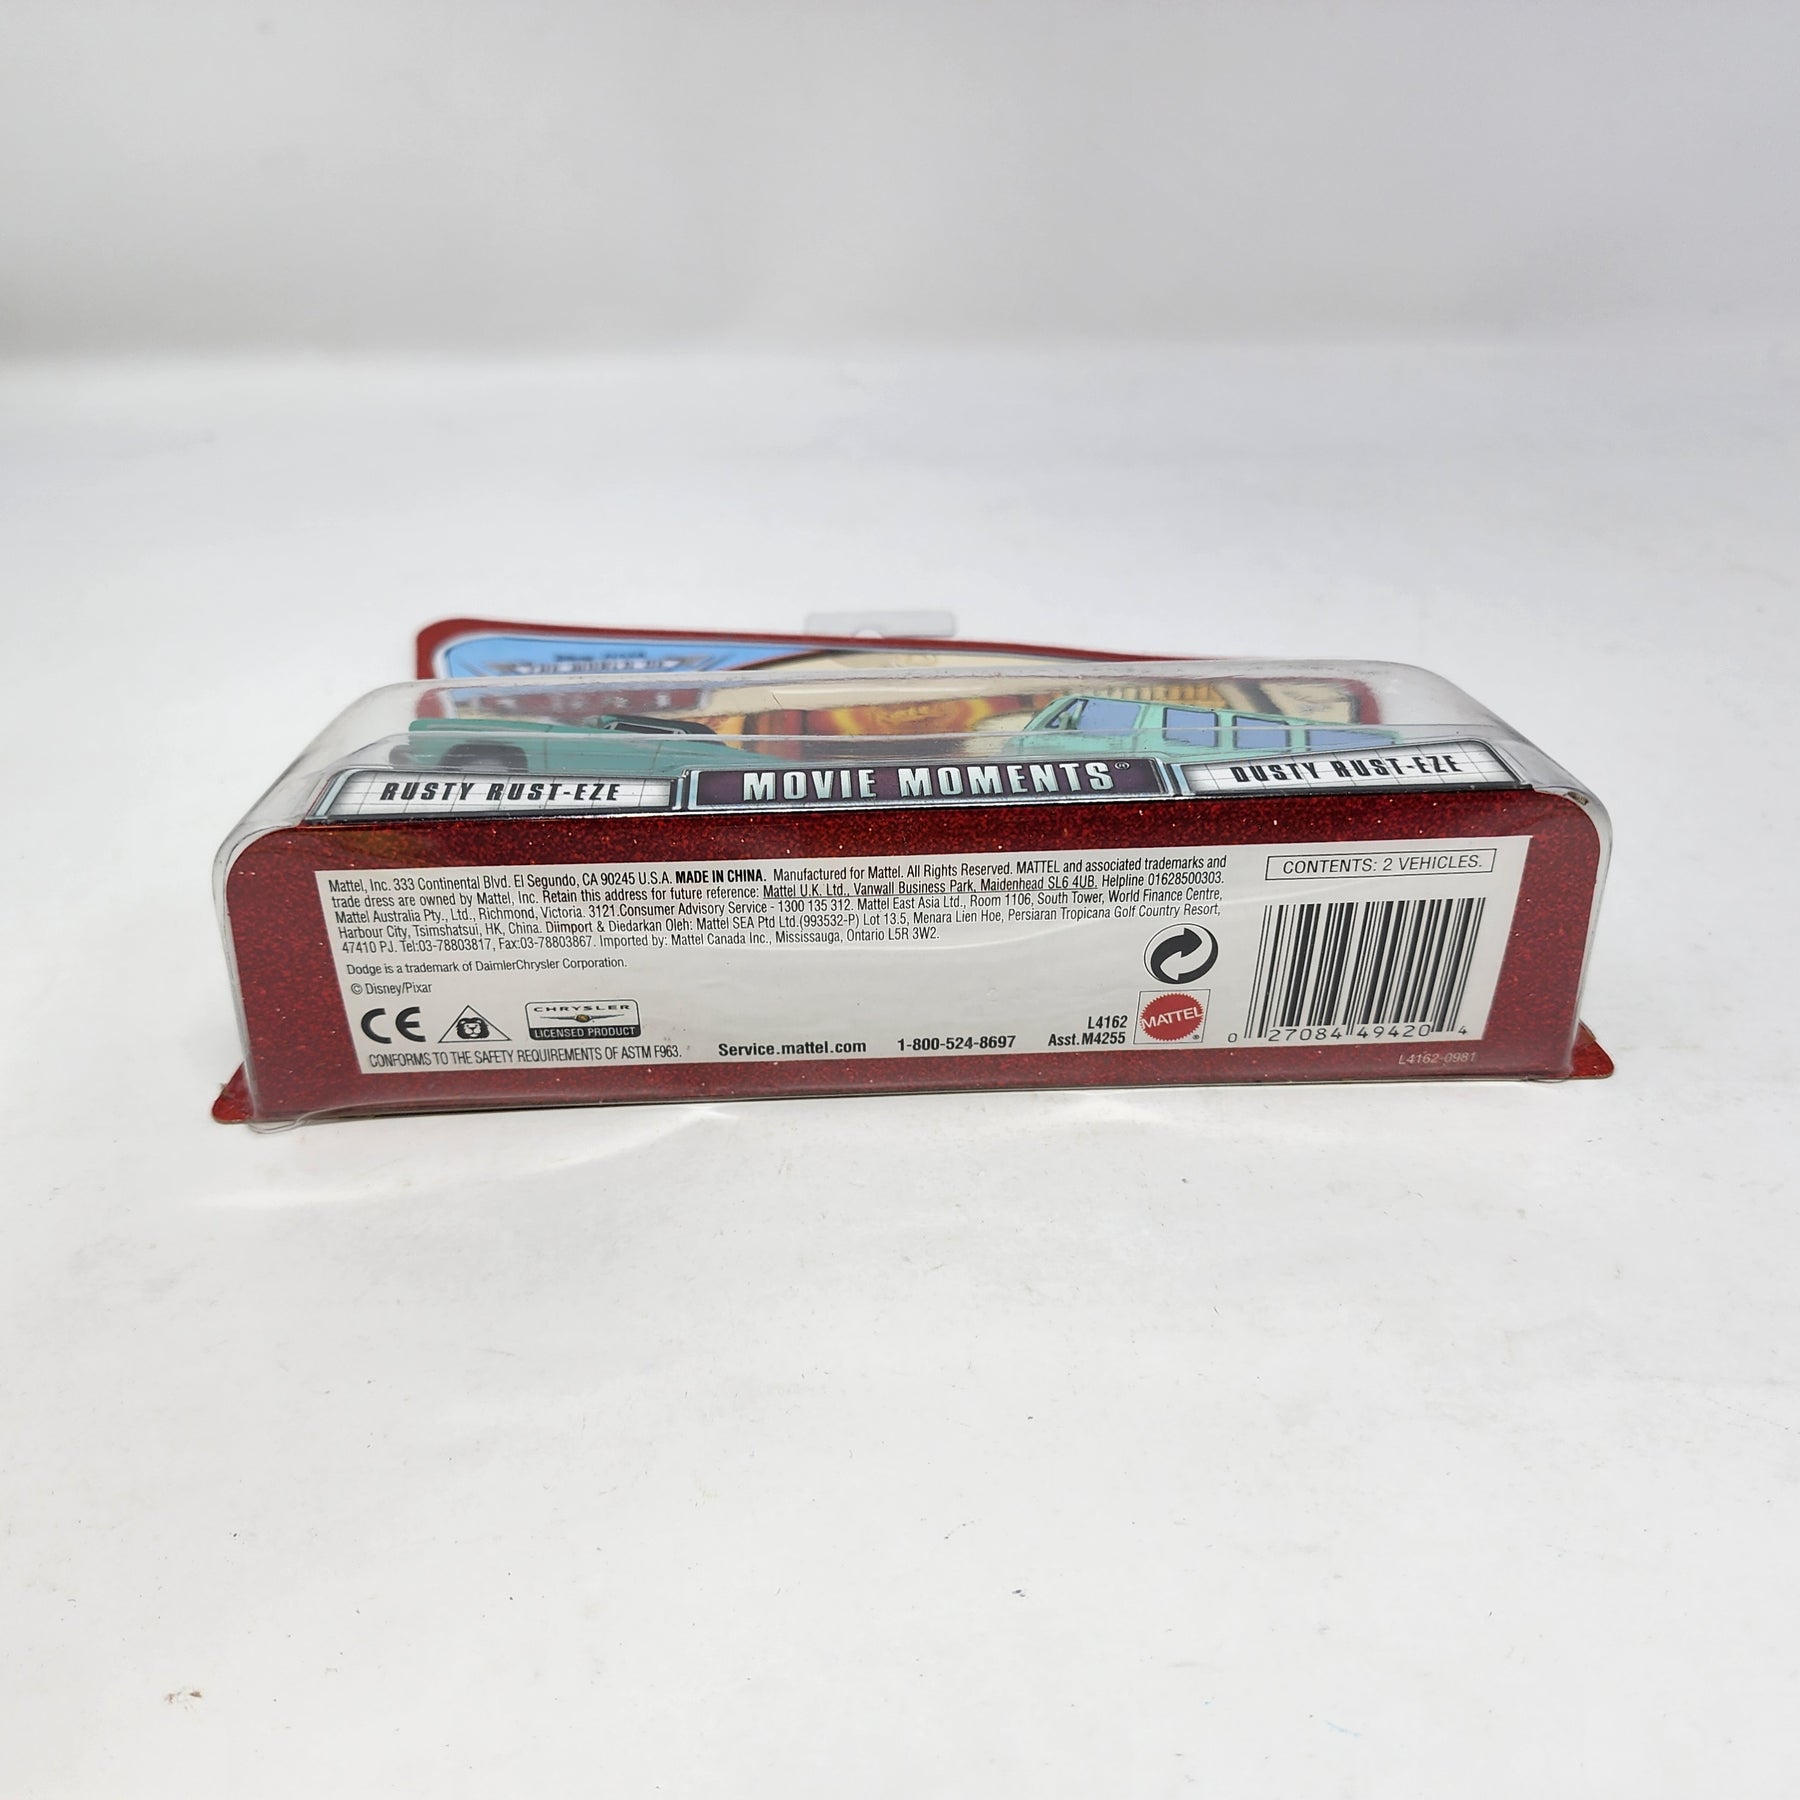 RUSTY RUST-EZE
MOVIE MOMENTS®
DUSTY RUST-EZE
Mattel, Inc. 333 Continental Blvd. El Segundo, CA 90245 U.S.A. MADE IN CHINA. Manufactured for Mattel. All Rights Reserved. MATTEL and associated trademarks and
trade dress are owned by Mattel, Inc. Retain this address for future reference: Mattel U.K. Ltd., Vanwall Business Park, Maidenhead SL6 4UB. Helpline 01628500303.
Mattel Australia Pty., Ltd., Richmond, Victoria. 3121.Consumer Advisory Service - 1300 135 312. Mattel East Asia Ltd., Room 1106, South Tower, World Finance Centre,
Harbour City, Tsimshatsui, HK, China. Diimport & Diedarkan Oleh: Mattel SEA Ptd Ltd.(993532-P) Lot 13.5, Menara Lien Hoe, Persiaran Tropicana Golf Country Resort,
47410 PJ. Tel:03-78803817, Fax:03-78803867. Imported by: Mattel Canada Inc., Mississauga, Ontario L5R 3W2.
Dodge is a trademark of DaimlerChrysler Corporation.
© Disney/Pixar
CE
CHRYSLER
LICENSED PRODUCT
CONFORMS TO THE SAFETY REQUIREMENTS OF ASTM F963.
Service.mattel.com 1-800-524-8697
L4162
Asst.M4255
MATTEL®
CONTENTS: 2 VEHICLES.
0 27084 49420 4
L4162-0981